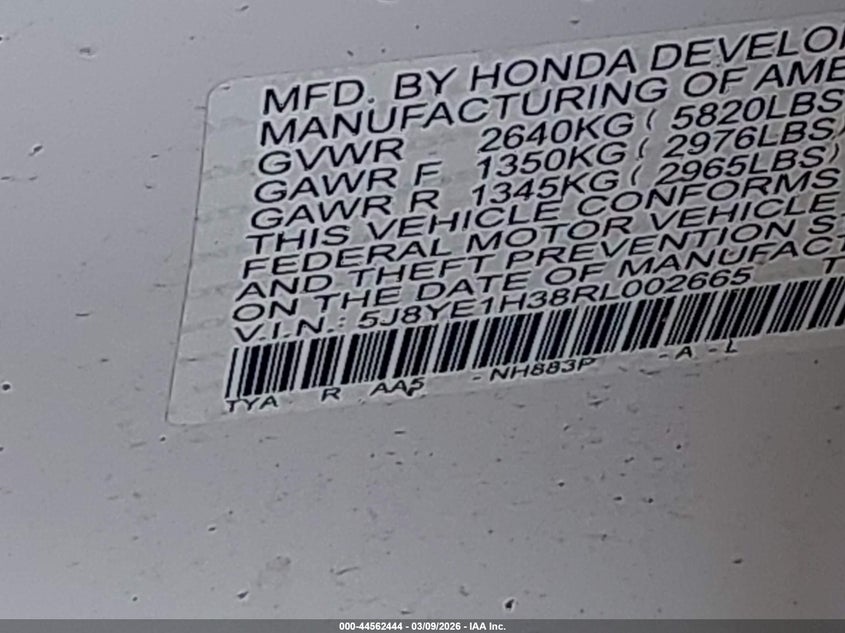 MFD. BY HONDA DEVELO
MANUFACTURING OF AME
GVWR 2640KG ( 5820LBS
GAWR F 1350KG ( 2976LBS)
GAWR R 1345KG ( 2965LBS)
THIS VEHICLE CONFORMS
FEDERAL MOTOR VEHICLE
AND THEFT PREVENTION S
ON THE DATE OF MANUFACT
V.I.N.: 5J8YE1H38RL002665 T
TYA R AA5 -NH883P -A -L
000-44562444 - 03/09/2026 - IAA Inc.